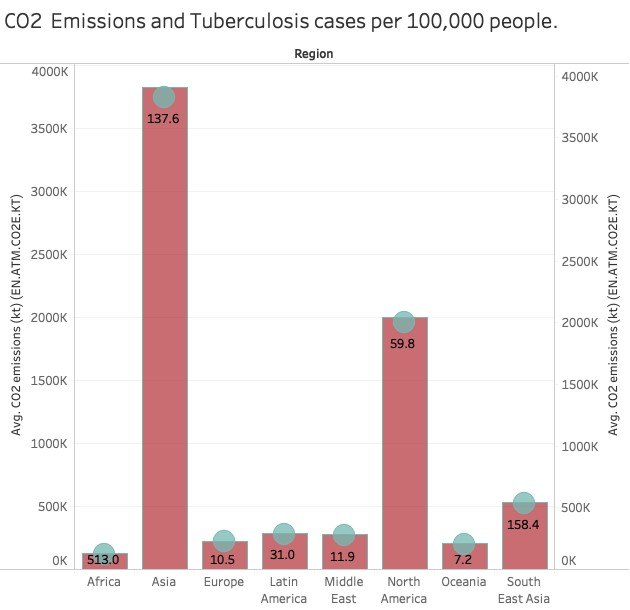 CO2 Emissions and Tuberculosis cases per 100,000 people.
Region
4000K
3500K
3000K
2500K
2000K
1500K
1000K
500K
0K
Avg. CO2 emissions (kt) (EN.ATM.CO2E.KT)
513.0
137.6
10.5
31.0
11.9
59.8
7.2
158.4
4000K
3500K
3000K
2500K
2000K
1500K
1000K
500K
0K
Avg. CO2 emissions (kt) (EN.ATM.CO2E.KT)
Africa
Asia
Europe
Latin
America
Middle
East
North
America
Oceania
South
East Asia